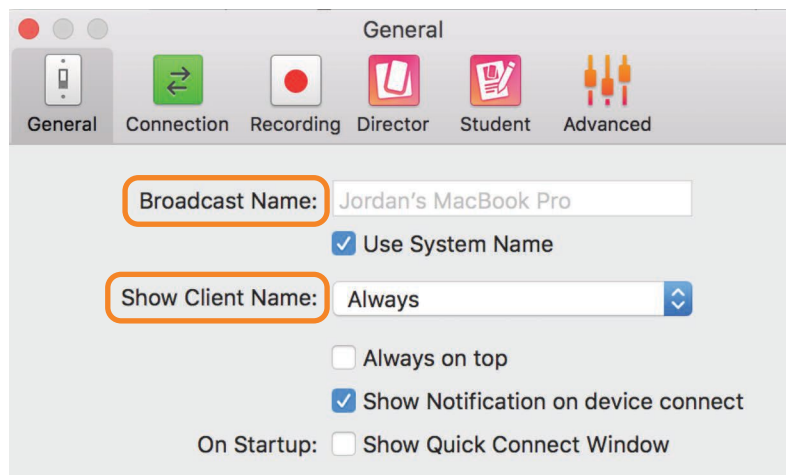 General
General Connection Recording Director Student Advanced
Broadcast Name: Jordan's MacBook Pro
Use System Name
Show Client Name: Always
Always on top
Show Notification on device connect
On Startup: Show Quick Connect Window